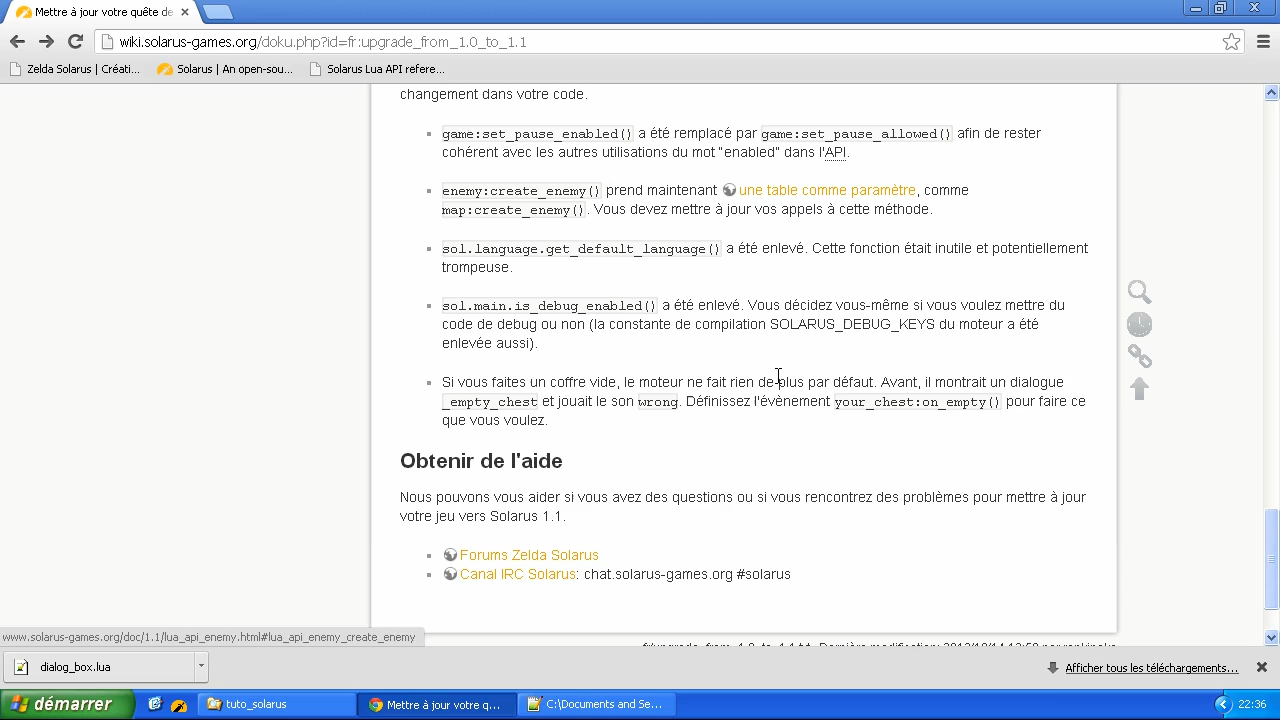 Mettre à jour votre quête de
wiki.solarus-games.org/doku.php?id=fr:upgrade_from_1.0_to_1.1
Zelda Solarus | Créati... Solarus | An open-sou... Solarus Lua API refere...
changement dans votre code.
game:set_pause_enabled() a été remplacé par game:set_pause_allowed() afin de rester
cohérent avec les autres utilisations du mot "enabled" dans l'API.
enemy:create_enemy() prend maintenant une table comme paramètre, comme
map:create_enemy(). Vous devez mettre à jour vos appels à cette méthode.
sol.language.get_default_language() a été enlevé. Cette fonction était inutile et potentiellement
trompeuse.
sol.main.is_debug_enabled() a été enlevé. Vous décidez vous-même si vous voulez mettre du
code de debug ou non (la constante de compilation SOLARUS_DEBUG_KEYS du moteur a été
enlevée aussi).
Si vous faites un coffre vide, le moteur ne fait rien de plus par défaut. Avant, il montrait un dialogue
_empty_chest et jouait le son wrong. Définissez l'évènement your_chest:on_empty() pour faire ce
que vous voulez.
Obtenir de l'aide
Nous pouvons vous aider si vous avez des questions ou si vous rencontrez des problèmes pour mettre à jour
votre jeu vers Solarus 1.1.
Forums Zelda Solarus
Canal IRC Solarus: chat.solarus-games.org #solarus
www.solarus-games.org/doc/1.1/lua_api_enemy.html#lua_api_enemy_create_enemy
dialog_box.lua Afficher tous les téléchargements...
démarrer tuto_solarus Mettre à jour votre q... C:\Documents and Se... 22:36